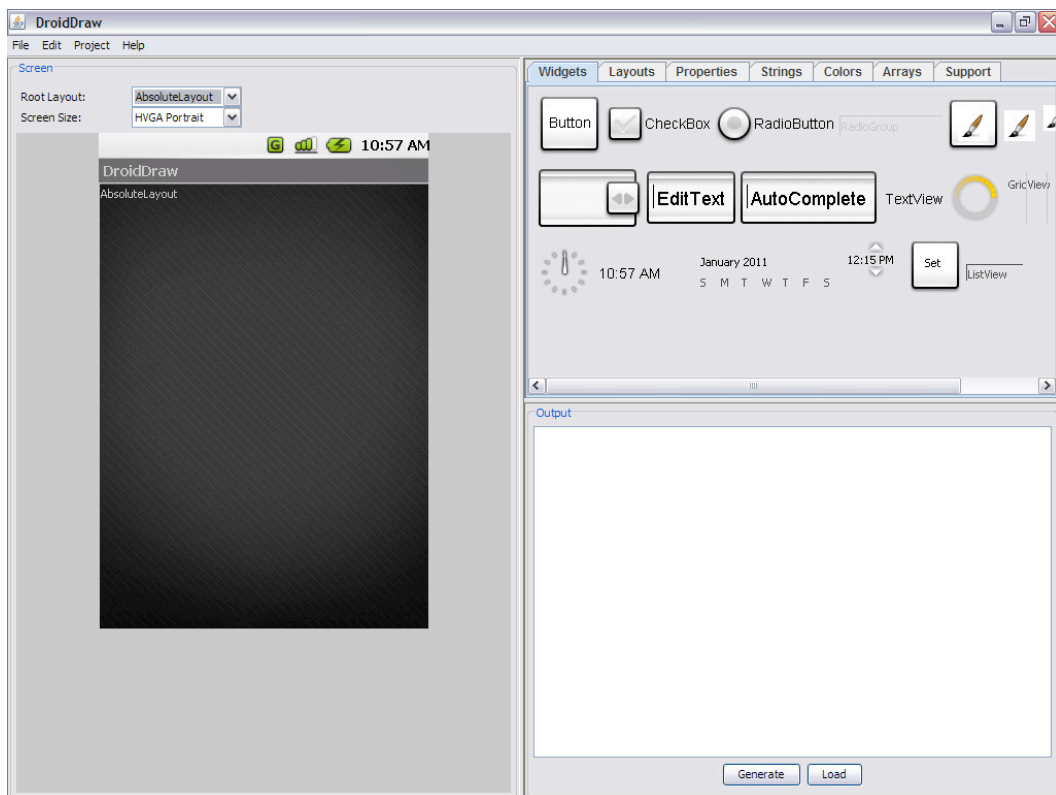 DroidDraw
File Edit Project Help
Screen
Root Layout: AbsoluteLayout
Screen Size: HVGA Portrait
G 10:57 AM
DroidDraw
AbsoluteLayout
Widgets Layouts Properties Strings Colors Arrays Support
Button CheckBox RadioButton RadioGroup
EditText AutoComplete TextView GridView
10:57 AM January 2011 12:15 PM Set ListView
S M T W T F S
Output
Generate Load